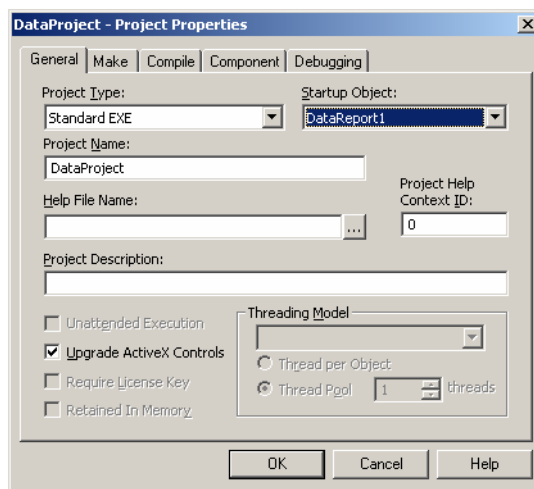 DataProject - Project Properties
General Make Compile Component Debugging
Project Type: Startup Object:
Standard EXE DataReport1
Project Name:
DataProject
Project Help
Help File Name: Context ID:
... 0
Project Description:
Unattended Execution Threading Model
Upgrade ActiveX Controls
Thread per Object
Require License Key Thread Pool 1 threads
Retained In Memory
OK Cancel Help